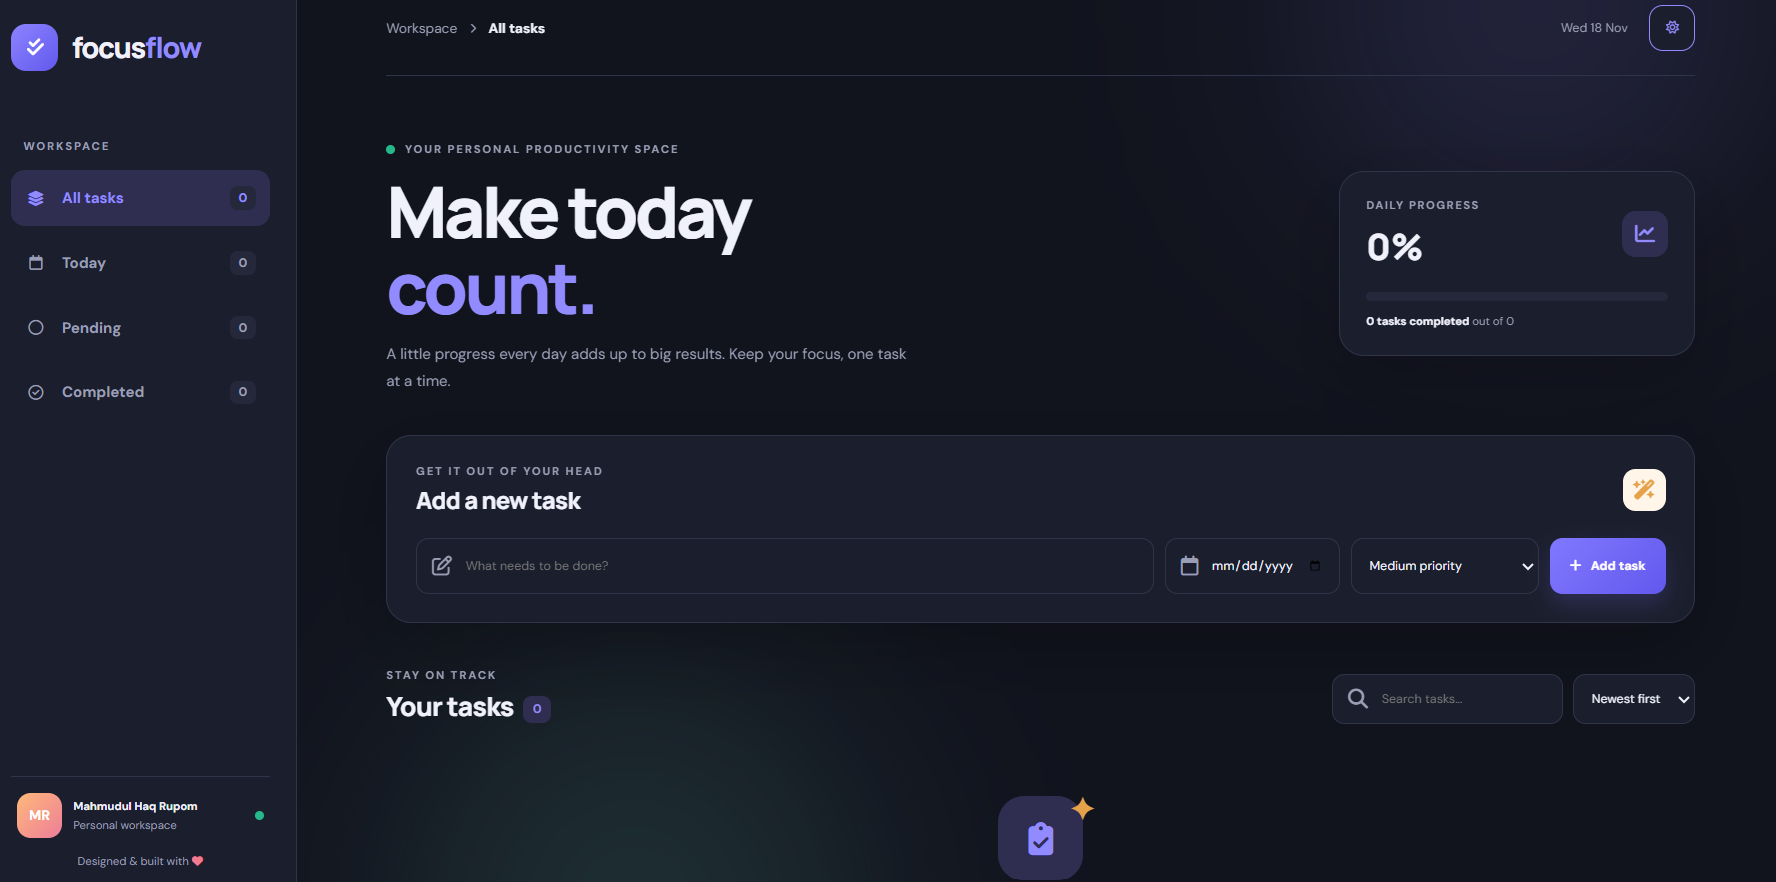 focusflow
WORKSPACE
All tasks 0
Today 0
Pending 0
Completed 0
MR
Mahmudul Haq Rupom
Personal workspace
Designed & built with
Workspace All tasks
Wed 18 Nov
YOUR PERSONAL PRODUCTIVITY SPACE
Make today
count.
A little progress every day adds up to big results. Keep your focus, one task
at a time.
DAILY PROGRESS
0%
0 tasks completed out of 0
GET IT OUT OF YOUR HEAD
Add a new task
What needs to be done?
mm/dd/yyyy
Medium priority
+ Add task
STAY ON TRACK
Your tasks 0
Search tasks...
Newest first